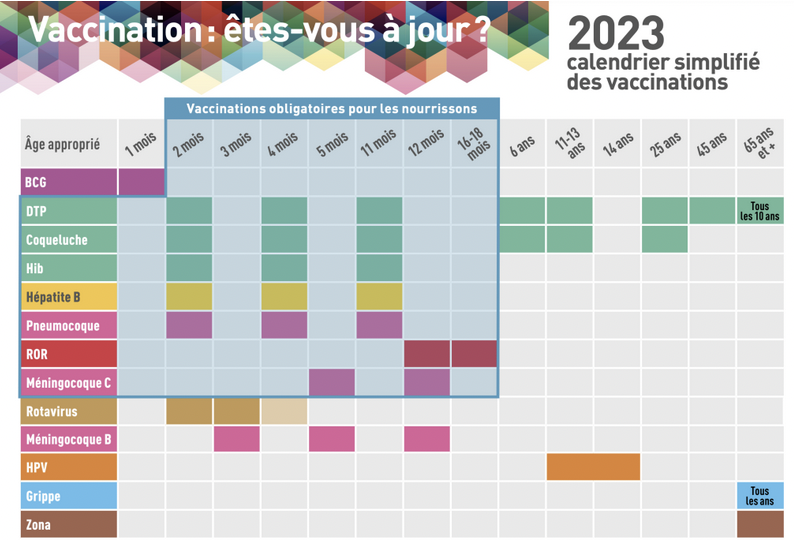 Vaccination : êtes-vous à jour ?
2023
calendrier simplifié
des vaccinations
Vaccinations obligatoires pour les nourrissons
Âge approprié
1 mois
2 mois
3 mois
4 mois
5 mois
11 mois
12 mois
16-18
mois
6 ans
11-13
ans
14 ans
25 ans
45 ans
65 ans
et +
BCG
DTP
Tous
les 10 ans
Coqueluche
Hib
Hépatite B
Pneumocoque
ROR
Méningocoque C
Rotavirus
Méningocoque B
HPV
Grippe
Tous
les ans
Zona